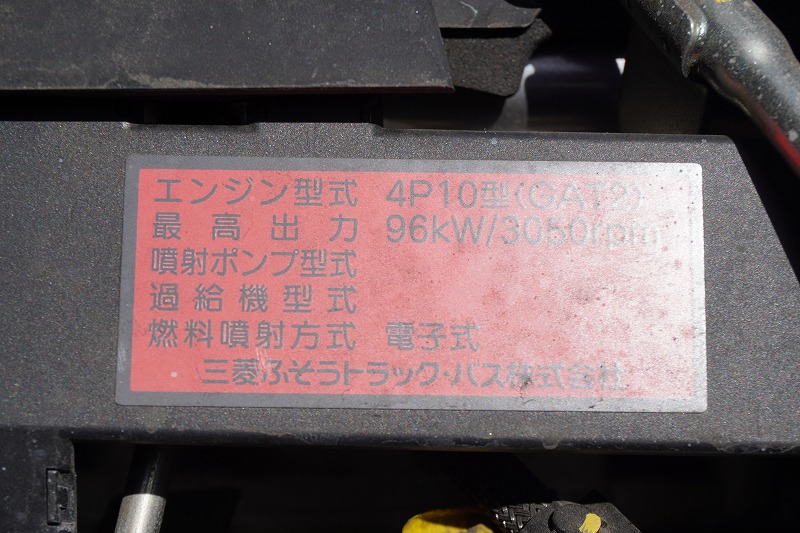 エンジン型式 4P10型(GAT2)
最高出力 96kW/3050rpm
噴射ポンプ型式
過給機型式
燃料噴射方式 電子式
三菱ふそうトラック・バス株式会社